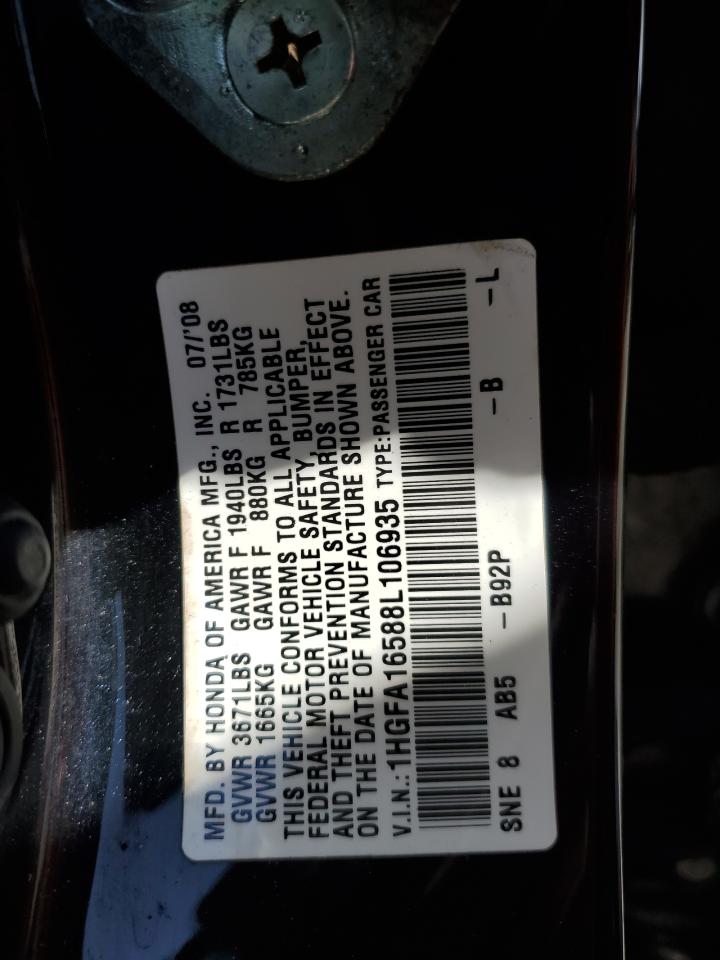 MFD. BY HONDA OF AMERICA MFG., INC. 07/'08
GVWR 3671LBS GAWR F 1940LBS R 1731LBS
GVWR 1665KG GAWR F 880KG R 785KG
THIS VEHICLE CONFORMS TO ALL APPLICABLE
FEDERAL MOTOR VEHICLE SAFETY, BUMPER,
AND THEFT PREVENTION STANDARDS IN EFFECT
ON THE DATE OF MANUFACTURE SHOWN ABOVE.
V.I.N.: 1HGFA16588L106935 TYPE:PASSENGER CAR
SNE 8 AB5 –B92P –B –L